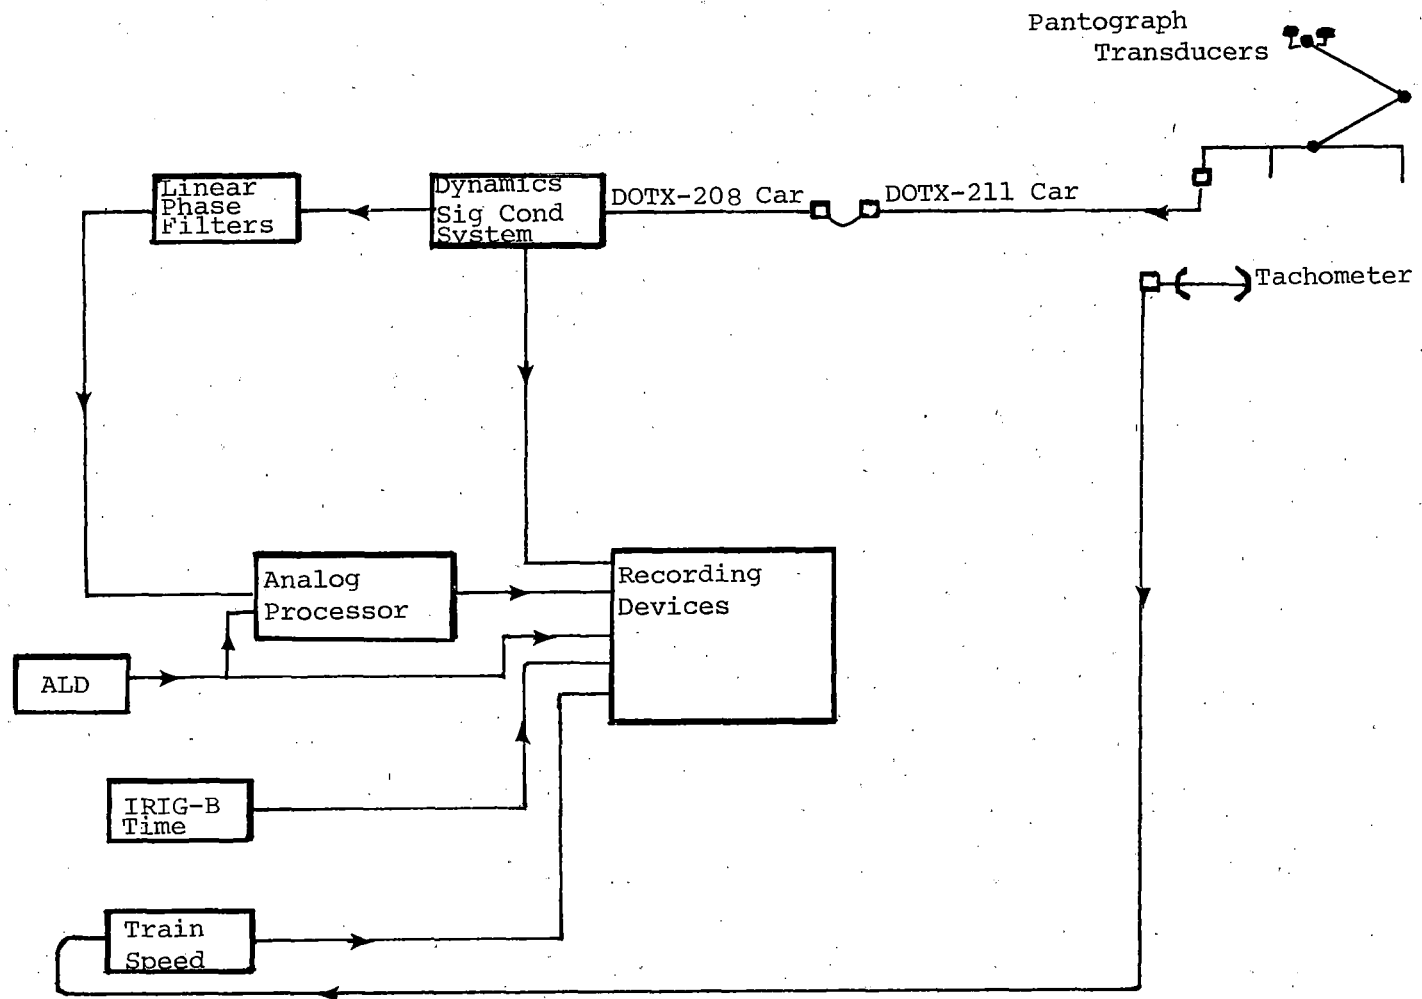 Pantograph
Transducers
Linear
Phase
Filters
Dynamics
Sig Cond
System
DOTX-208 Car
DOTX-211 Car
Tachometer
Analog
Processor
Recording
Devices
ALD
IRIG-B
Time
Train
Speed